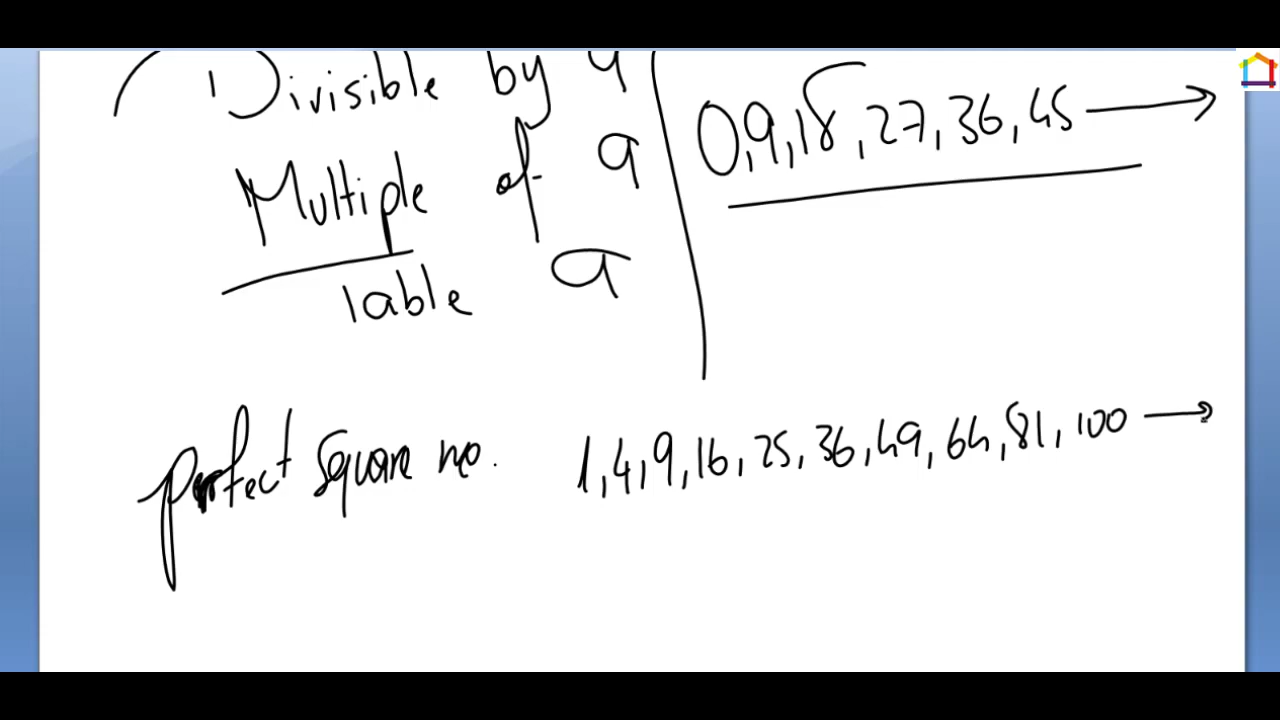 Divisible by 9
Multiple of 9
Table 9
0,9,18,27,36,45
Perfect Square no. 1,4,9,16,25,36,49,64,81,100